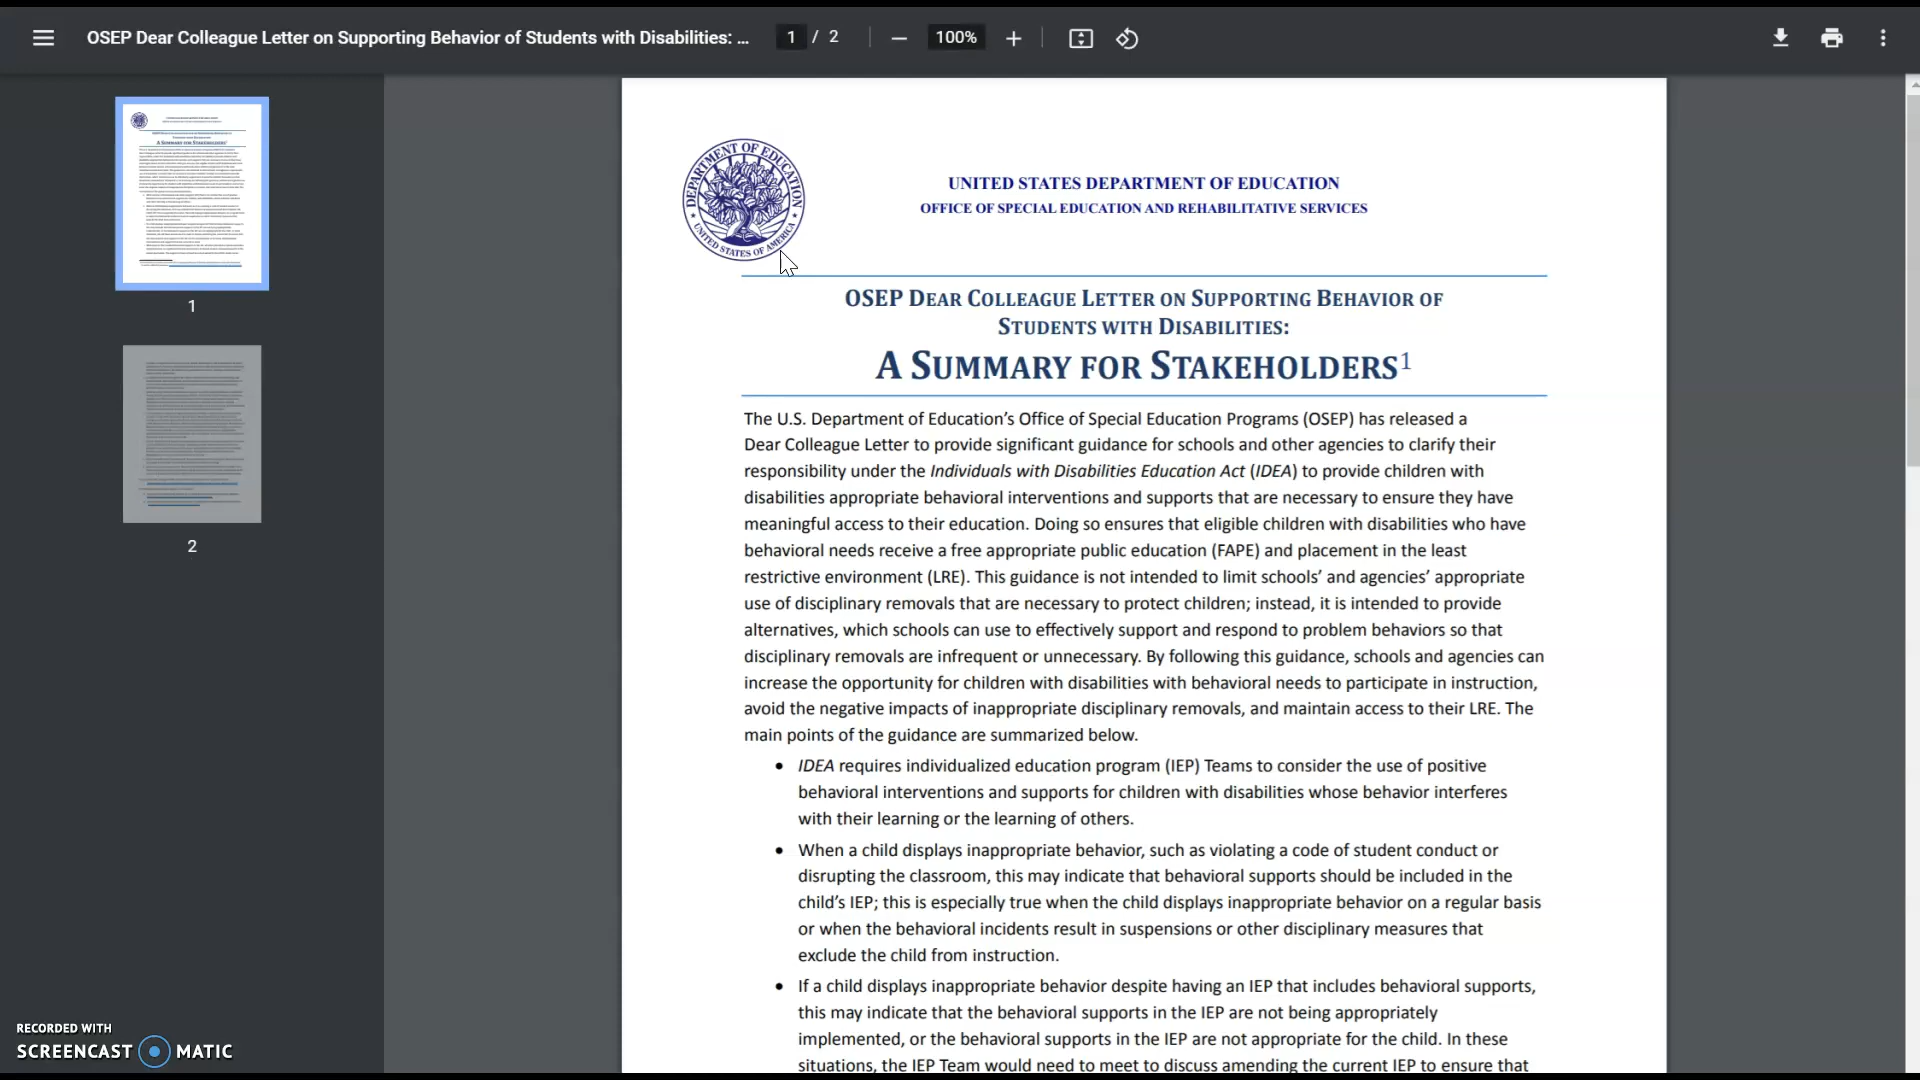 OSEP Dear Colleague Letter on Supporting Behavior of Students with Disabilities: ...
1 / 2
100%
1
2
DEPARTMENT OF EDUCATION
UNITED STATES OF AMERICA
UNITED STATES DEPARTMENT OF EDUCATION
OFFICE OF SPECIAL EDUCATION AND REHABILITATIVE SERVICES
OSEP DEAR COLLEAGUE LETTER ON SUPPORTING BEHAVIOR OF
STUDENTS WITH DISABILITIES:
A SUMMARY FOR STAKEHOLDERS1
The U.S. Department of Education’s Office of Special Education Programs (OSEP) has released a
Dear Colleague Letter to provide significant guidance for schools and other agencies to clarify their
responsibility under the Individuals with Disabilities Education Act (IDEA) to provide children with
disabilities appropriate behavioral interventions and supports that are necessary to ensure they have
meaningful access to their education. Doing so ensures that eligible children with disabilities who have
behavioral needs receive a free appropriate public education (FAPE) and placement in the least
restrictive environment (LRE). This guidance is not intended to limit schools’ and agencies’ appropriate
use of disciplinary removals that are necessary to protect children; instead, it is intended to provide
alternatives, which schools can use to effectively support and respond to problem behaviors so that
disciplinary removals are infrequent or unnecessary. By following this guidance, schools and agencies can
increase the opportunity for children with disabilities with behavioral needs to participate in instruction,
avoid the negative impacts of inappropriate disciplinary removals, and maintain access to their LRE. The
main points of the guidance are summarized below.
• IDEA requires individualized education program (IEP) Teams to consider the use of positive
behavioral interventions and supports for children with disabilities whose behavior interferes
with their learning or the learning of others.
• When a child displays inappropriate behavior, such as violating a code of student conduct or
disrupting the classroom, this may indicate that behavioral supports should be included in the
child’s IEP; this is especially true when the child displays inappropriate behavior on a regular basis
or when the behavioral incidents result in suspensions or other disciplinary measures that
exclude the child from instruction.
• If a child displays inappropriate behavior despite having an IEP that includes behavioral supports,
this may indicate that the behavioral supports in the IEP are not being appropriately
implemented, or the behavioral supports in the IEP are not appropriate for the child. In these
situations, the IEP Team would need to meet to discuss amending the current IEP to ensure that
RECORDED WITH
SCREENCAST MATIC